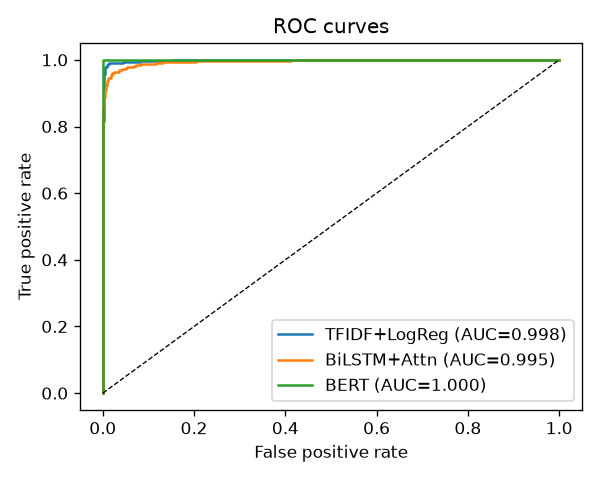 ROC curves
1.0
0.8
0.6
0.4
0.2
0.0
True positive rate
TFIDF+LogReg (AUC=0.998)
BiLSTM+Attn (AUC=0.995)
BERT (AUC=1.000)
0.0 0.2 0.4 0.6 0.8 1.0
False positive rate